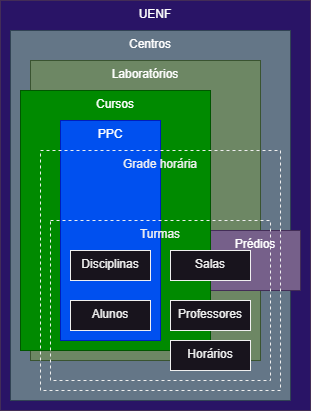 UENF
Centros
Laboratórios
Cursos
PPC
Grade horária
Turmas
Prédios
Disciplinas
Salas
Alunos
Professores
Horários